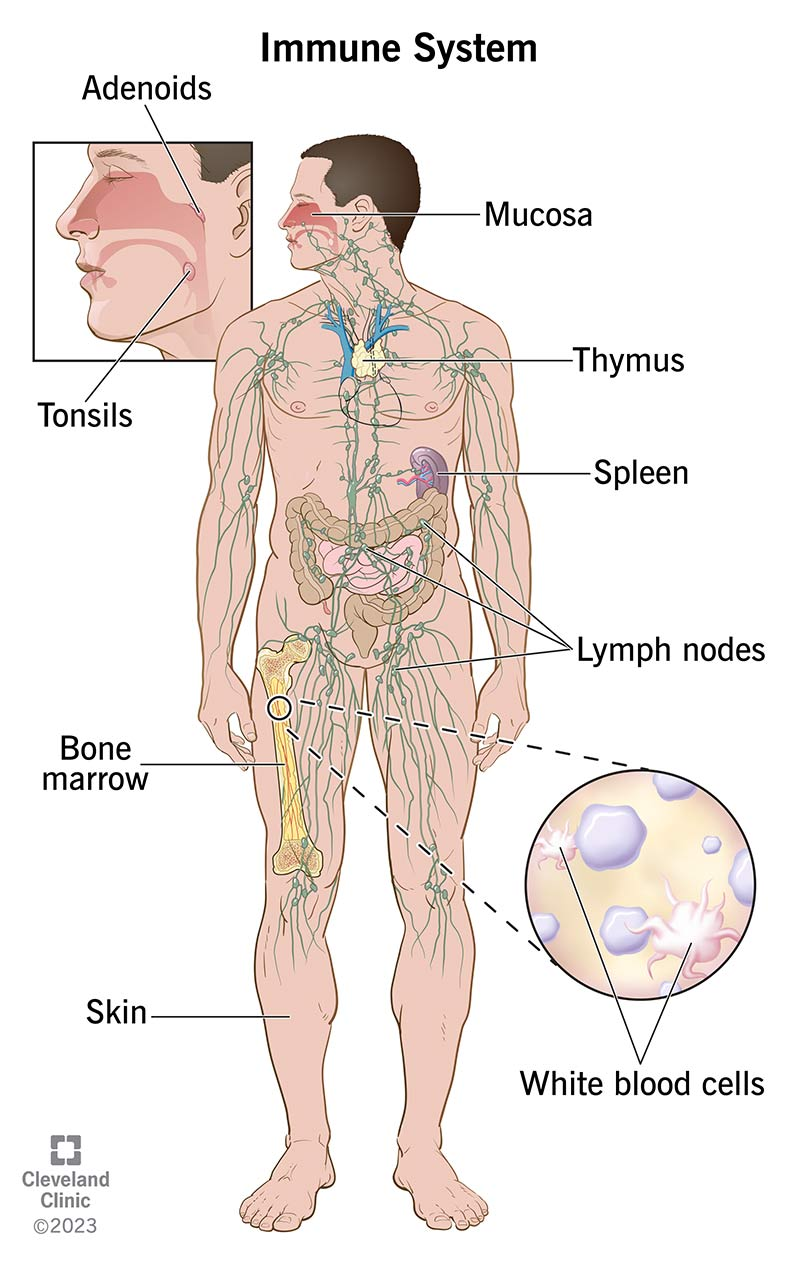 Immune System
Adenoids
Mucosa
Thymus
Tonsils
Spleen
Lymph nodes
Bone
marrow
Skin
White blood cells
Cleveland
Clinic
©2023